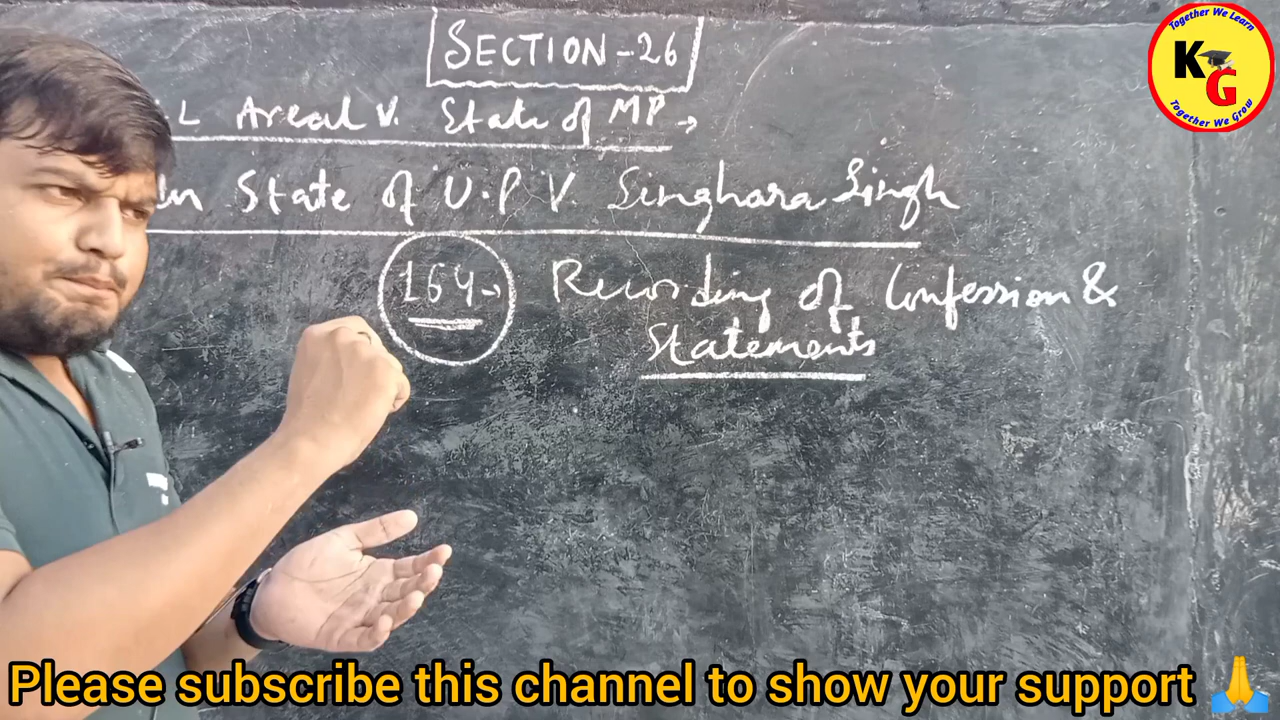 SECTION-26
L Areal V. State of MP →
In State of U.P V. Singhara Singh
164→ Recording of Confession &
Statements
Together We Learn
KG
Together We Grow
Please subscribe this channel to show your support 🙏